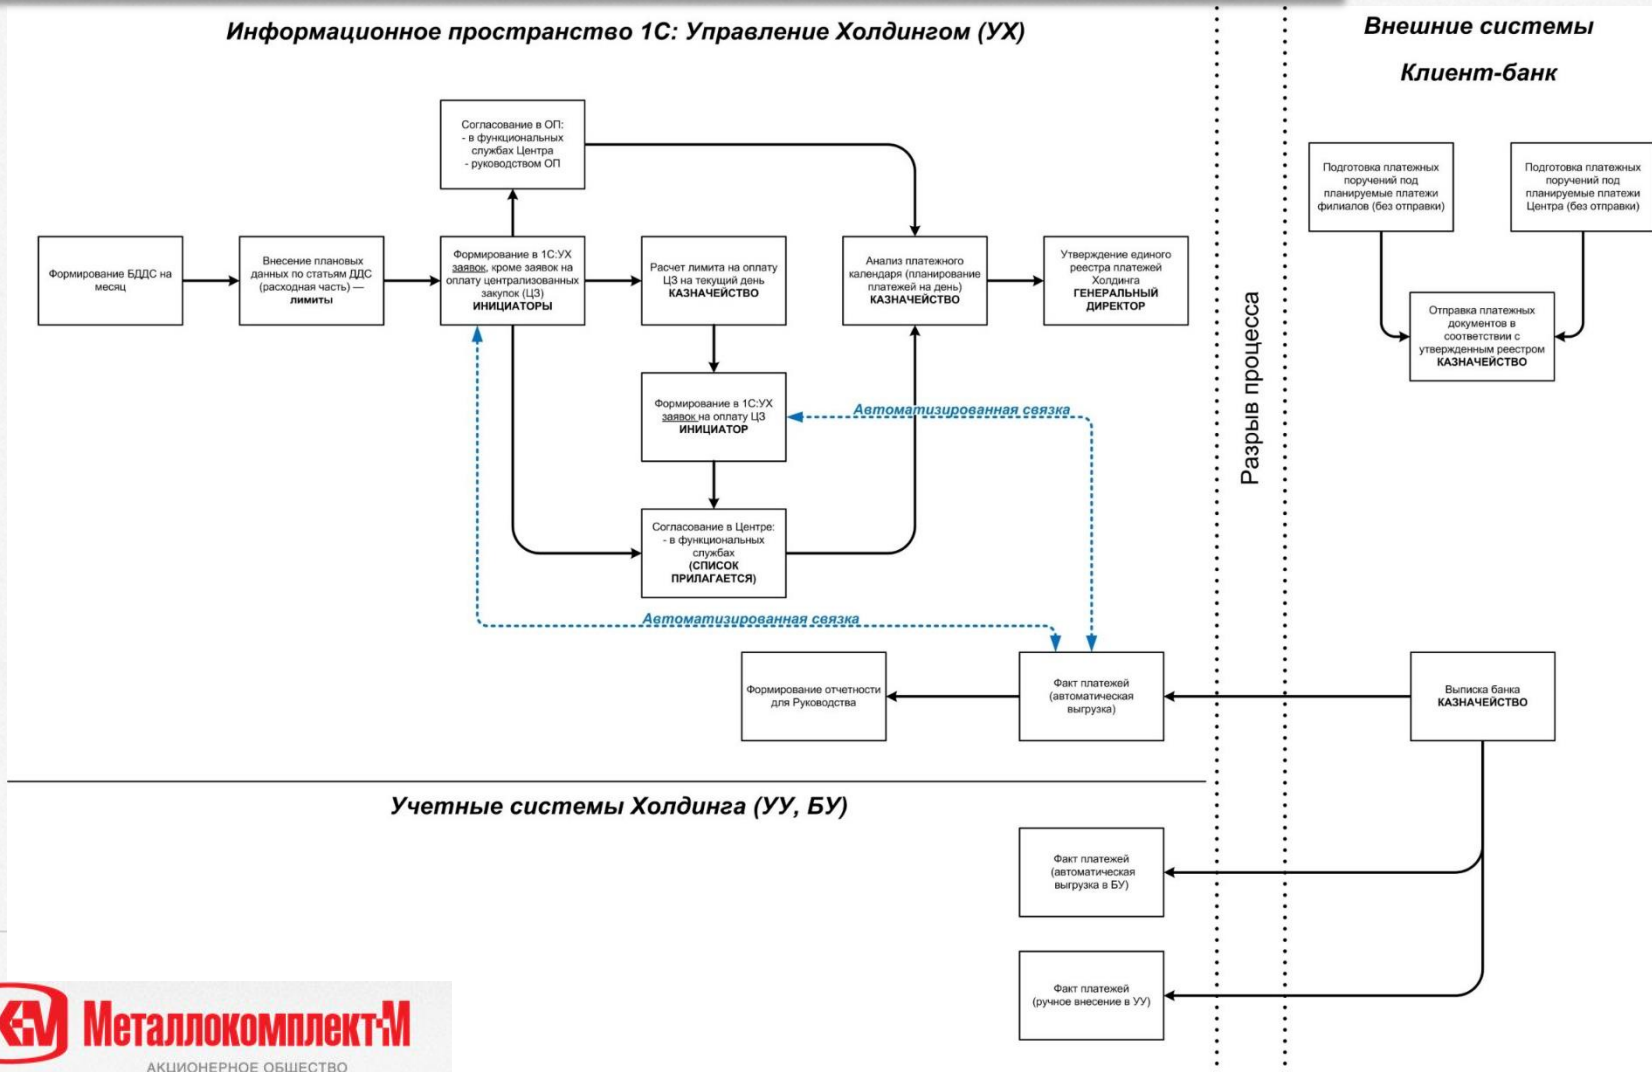 Информационное пространство 1С: Управление Холдингом (УХ)
Внешние системы
Клиент-банк
Согласование в ОП:
- в функциональных
службах Центра
- руководством ОП
Подготовка платежных
поручений под
планируемые платежи
филиалов (без отправки)
Подготовка платежных
поручений под
планируемые платежи
Центра (без отправки)
Формирование БДДС на
месяц
Внесение плановых
данных по статьям ДДС
(расходная часть) —
лимиты
Формирование в 1С:УХ
заявок, кроме заявок на
оплату централизованных
закупок (ЦЗ)
ИНИЦИАТОРЫ
Расчет лимита на оплату
ЦЗ на текущий день
КАЗНАЧЕЙСТВО
Анализ платежного
календаря (планирование
платежей на день)
КАЗНАЧЕЙСТВО
Утверждение единого
реестра платежей
Холдинга
ГЕНЕРАЛЬНЫЙ
ДИРЕКТОР
Разрыв процесса
Отправка платежных
документов в
соответствии с
утвержденным реестром
КАЗНАЧЕЙСТВО
Формирование в 1С:УХ
заявок на оплату ЦЗ
ИНИЦИАТОР
Автоматизированная связка
Согласование в Центре:
- в функциональных
службах
(СПИСОК
ПРИЛАГАЕТСЯ)
Автоматизированная связка
Формирование отчетности
для Руководства
Факт платежей
(автоматическая
выгрузка)
Выписка банка
КАЗНАЧЕЙСТВО
Учетные системы Холдинга (УУ, БУ)
Факт платежей
(автоматическая
выгрузка в БУ)
Факт платежей
(ручное внесение в УУ)
Металлокомплект-М
АКЦИОНЕРНОЕ ОБЩЕСТВО